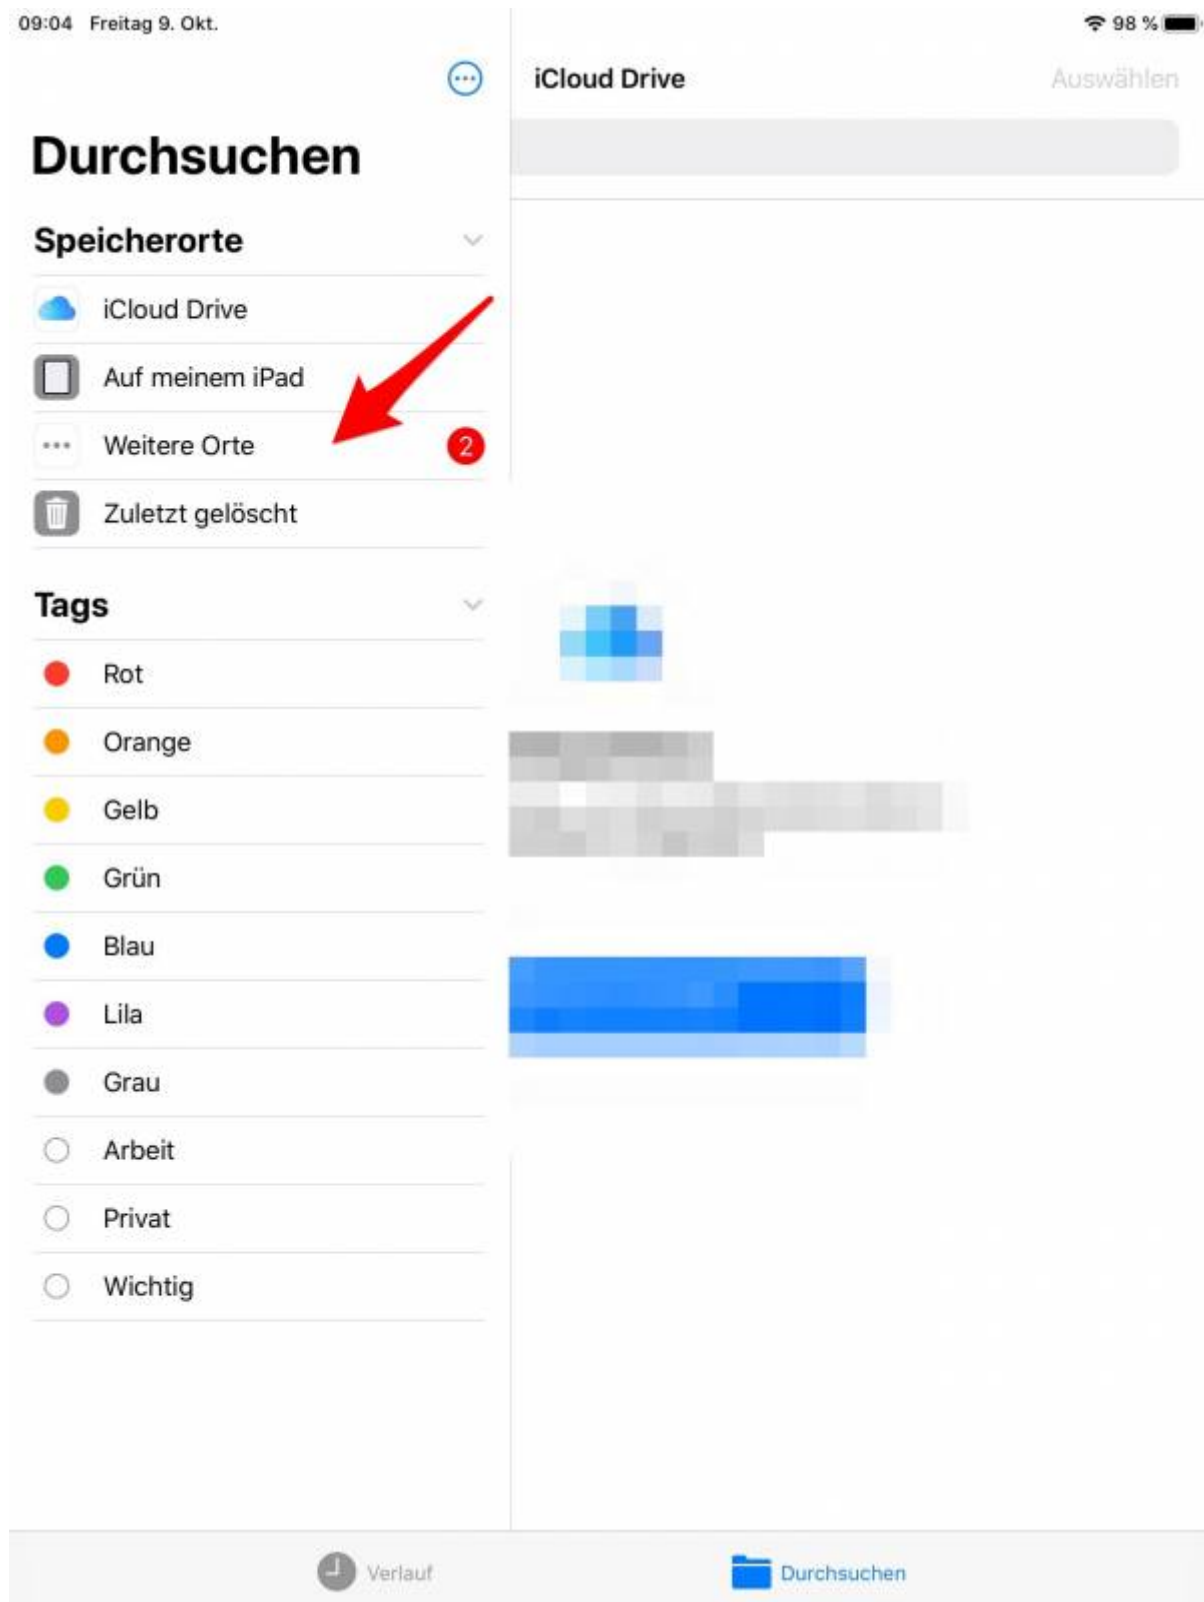 09:04 Freitag 9. Okt.
98 %
iCloud Drive
Auswählen
Durchsuchen
Speicherorte
iCloud Drive
Auf meinem iPad
Weitere Orte
2
Zuletzt gelöscht
Tags
Rot
Orange
Gelb
Grün
Blau
Lila
Grau
Arbeit
Privat
Wichtig
Verlauf
Durchsuchen